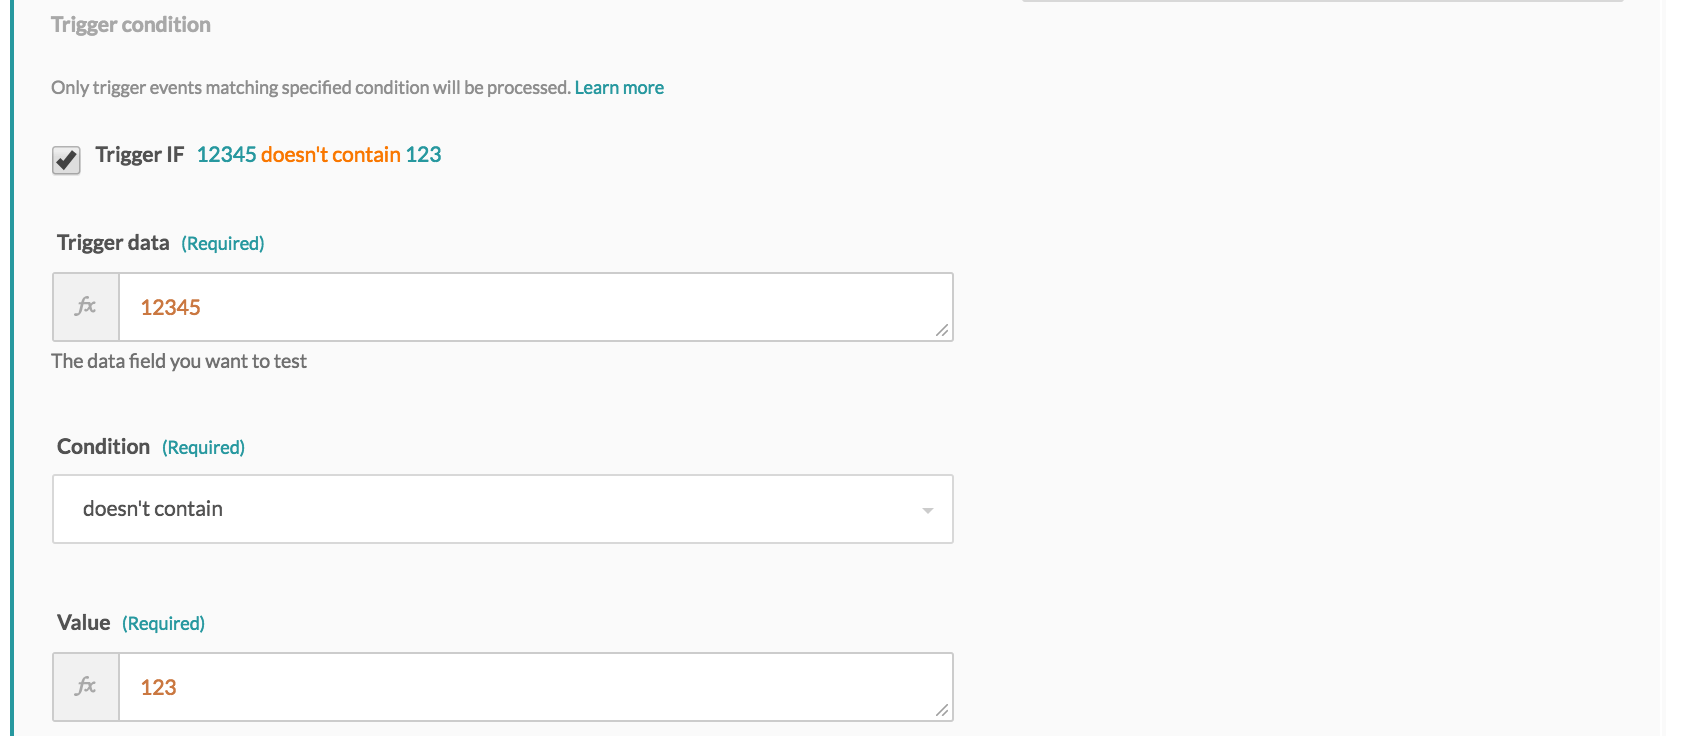 Trigger condition
Only trigger events matching specified condition will be processed. Learn more
Trigger IF 12345 doesn't contain 123
Trigger data (Required)
fx 12345
The data field you want to test
Condition (Required)
doesn't contain
Value (Required)
fx 123